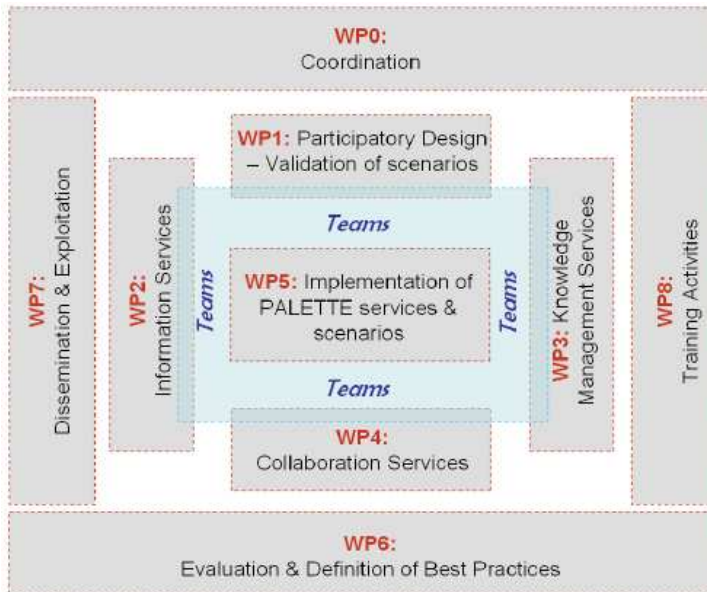 WP0:
Coordination
WP1: Participatory Design
– Validation of scenarios
WP7:
Dissemination & Exploitation
WP2:
Information Services
Teams
Teams
WP5: Implementation of
PALETTE services &
scenarios
Teams
WP3: Knowledge
Management Services
WP8:
Training Activities
Teams
WP4:
Collaboration Services
WP6:
Evaluation & Definition of Best Practices